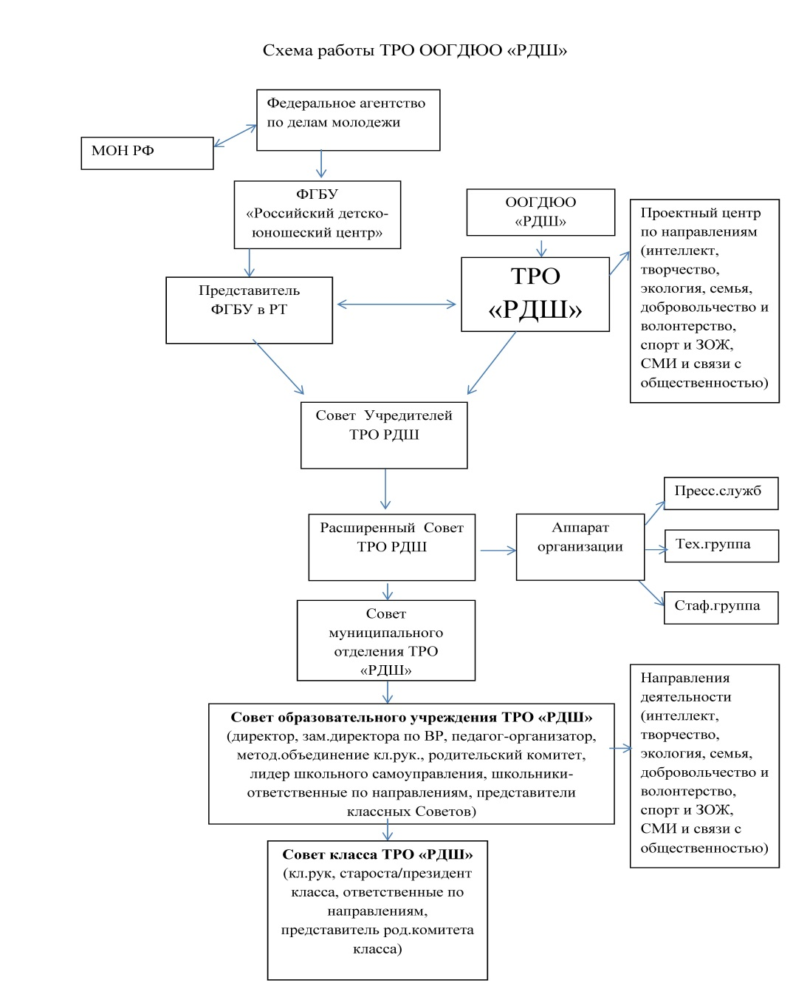 Схема работы ТРО ООГДЮО «РДШ»
Федеральное агентство
по делам молодежи
МОН РФ
ФГБУ
«Российский детско-
юношеский центр»
ООГДЮО
«РДШ»
Проектный центр
по направлениям
(интеллект,
творчество,
экология, семья,
добровольчество и
волонтерство,
спорт и ЗОЖ,
СМИ и связи с
общественностью)
ТРО
«РДШ»
Представитель
ФГБУ в РТ
Совет  Учредителей
ТРО РДШ
Расширенный  Совет
ТРО РДШ
Аппарат
организации
Пресс.служб
Тех.группа
Стаф.группа
Совет
муниципального
отделения ТРО
«РДШ»
Совет образовательного учреждения ТРО «РДШ»
(директор, зам.директора по ВР, педагог-организатор,
метод.объединение кл.рук., родительский комитет,
лидер школьного самоуправления, школьники-
ответственные по направлениям, представители
классных Советов)
Направления
деятельности
(интеллект,
творчество,
экология, семья,
добровольчество и
волонтерство,
спорт и ЗОЖ,
СМИ и связи с
общественностью)
Совет класса ТРО «РДШ»
(кл.рук, староста/президент
класса, ответственные по
направлениям,
представитель род.комитета
класса)